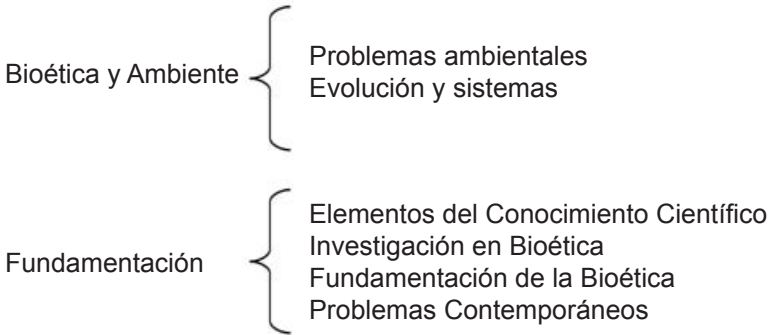 Bioética y Ambiente
Problemas ambientales
Evolución y sistemas
Fundamentación
Elementos del Conocimiento Científico
Investigación en Bioética
Fundamentación de la Bioética
Problemas Contemporáneos